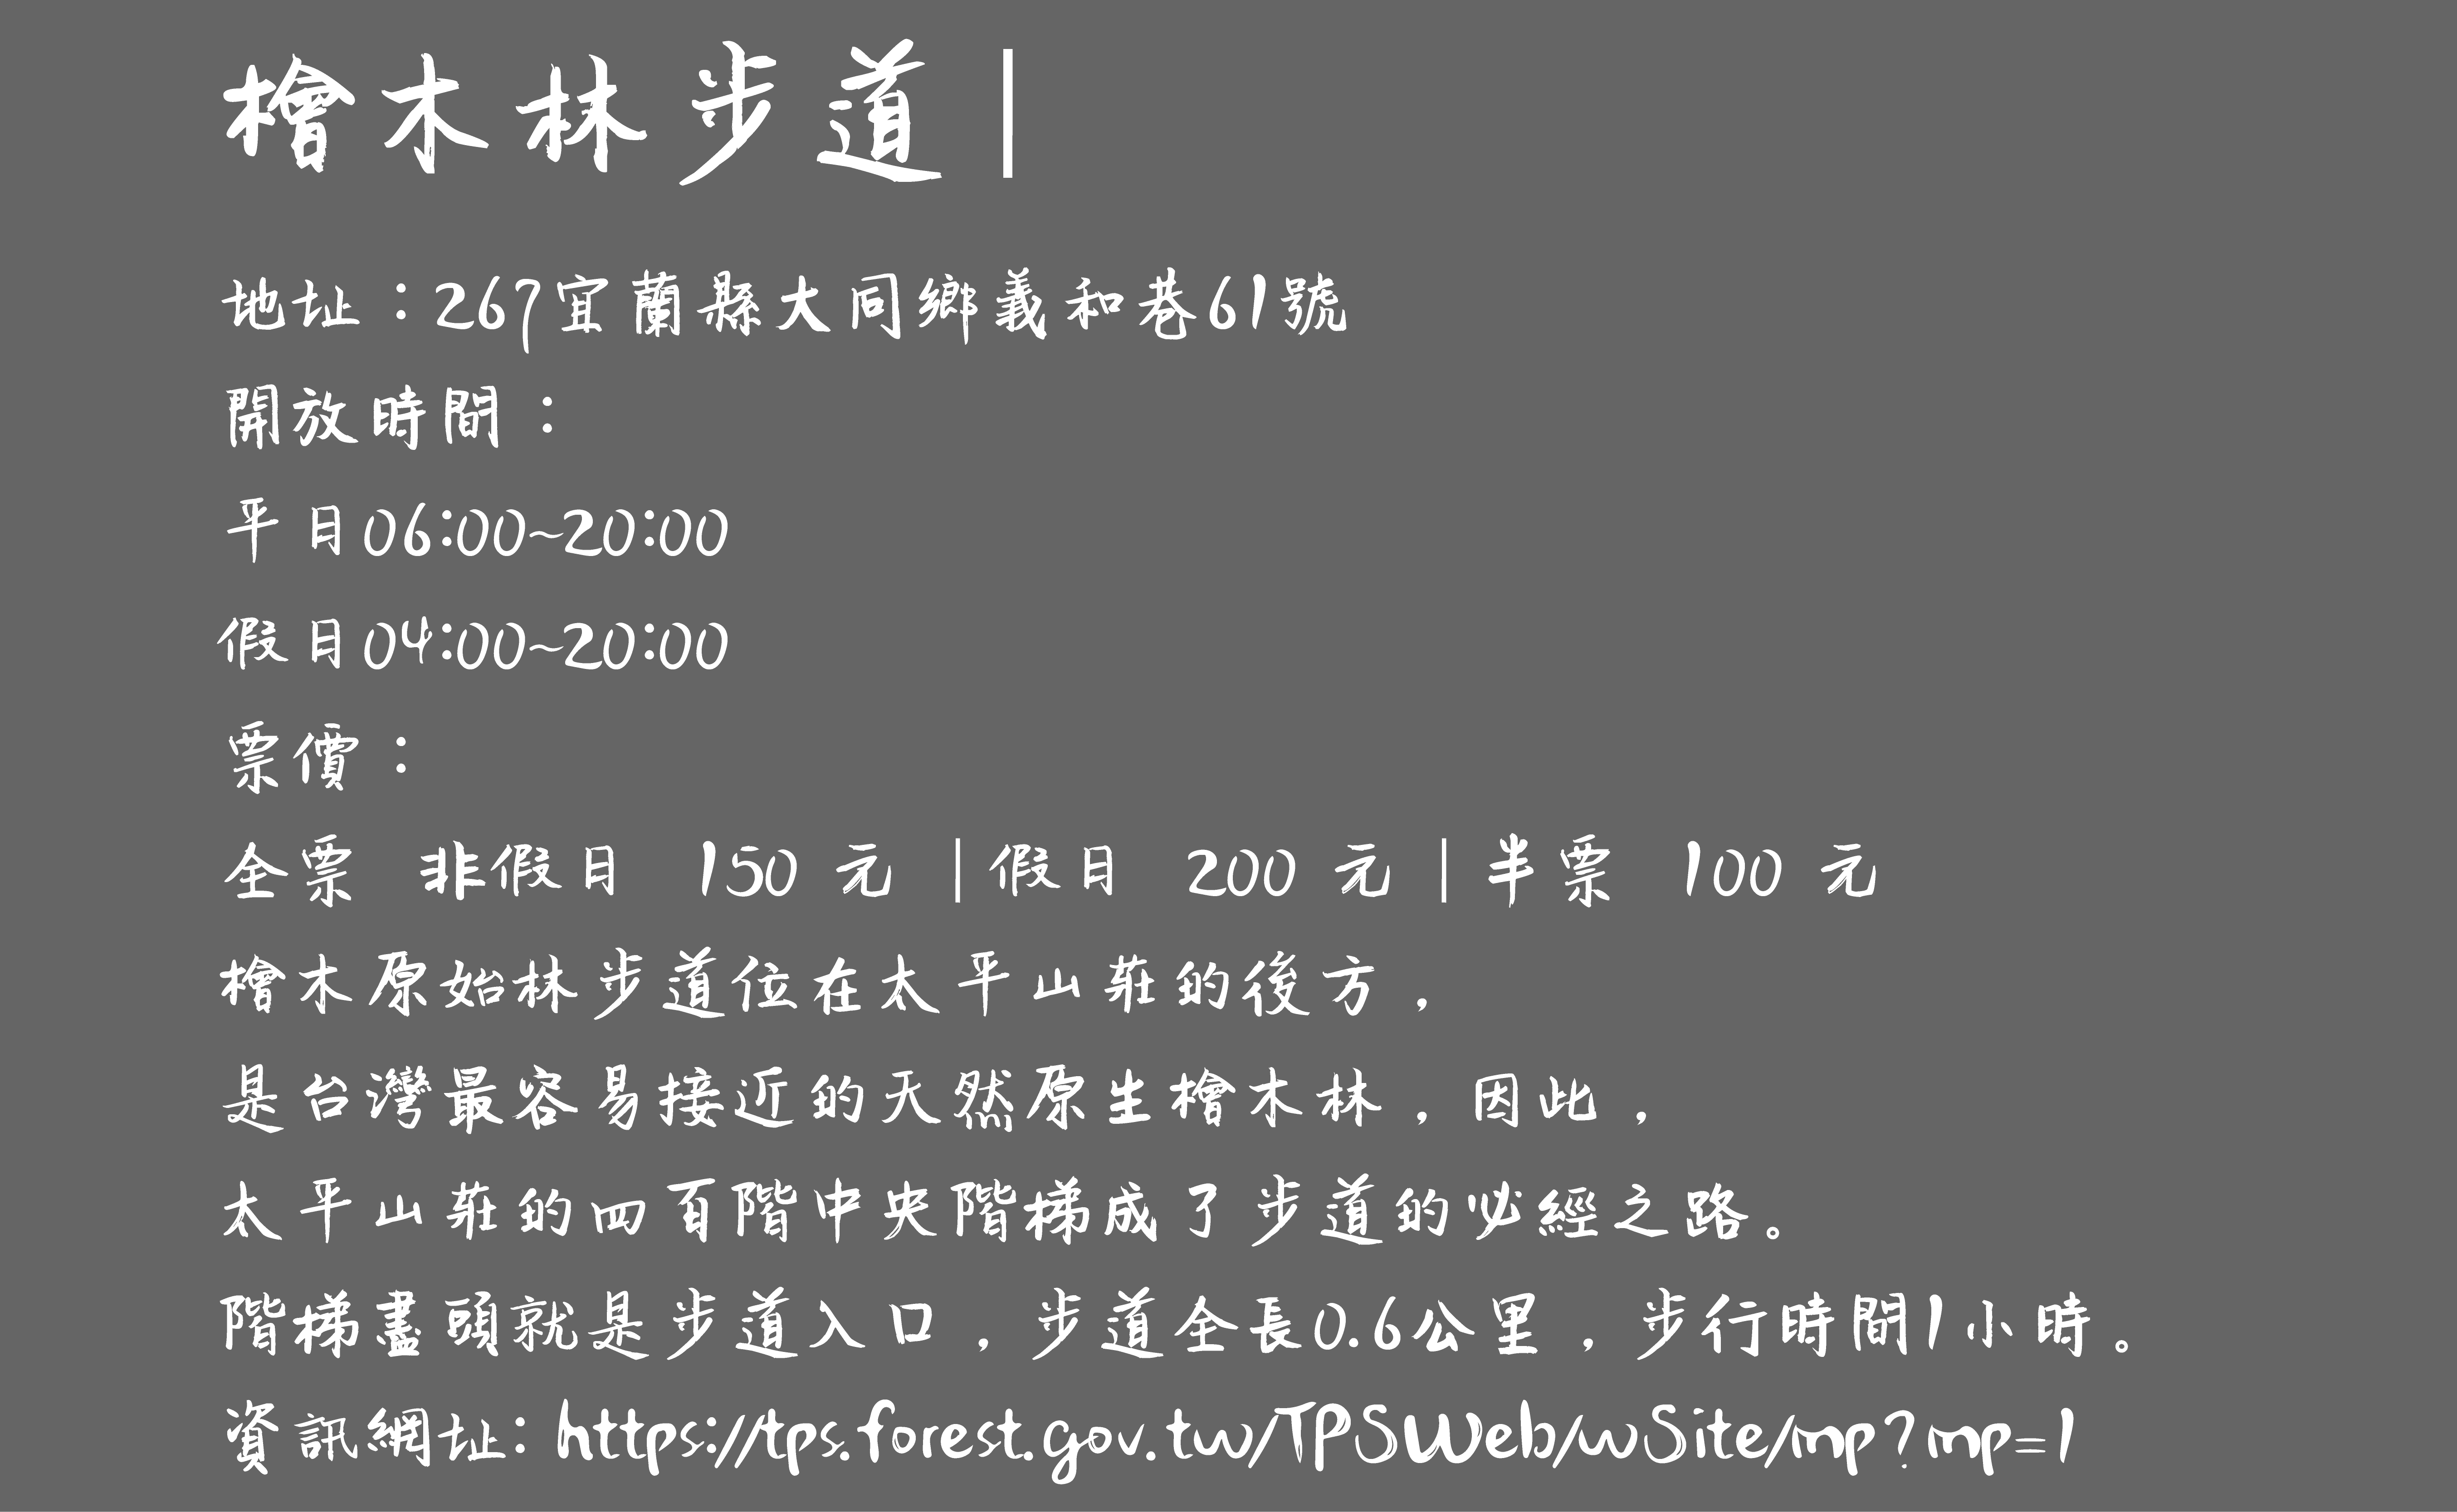 檜木林步道|
地址：267宜蘭縣大同鄉義和巷61號
開放時間：
平日06:00~20:00
假日04:00~20:00
票價：
全票 非假日 150 元 |假日 200 元 |半票 100 元
檜木原始林步道位在太平山莊的後方，
是台灣最容易接近的天然原生檜木林，因此，
太平山莊的四百階中央階梯成了步道的必經之路。
階梯盡頭就是步道入口，步道全長0.6公里，步行時間1小時。
資訊網址：https://tps.forest.gov.tw/TPSWeb/wSite/mp?mp=1